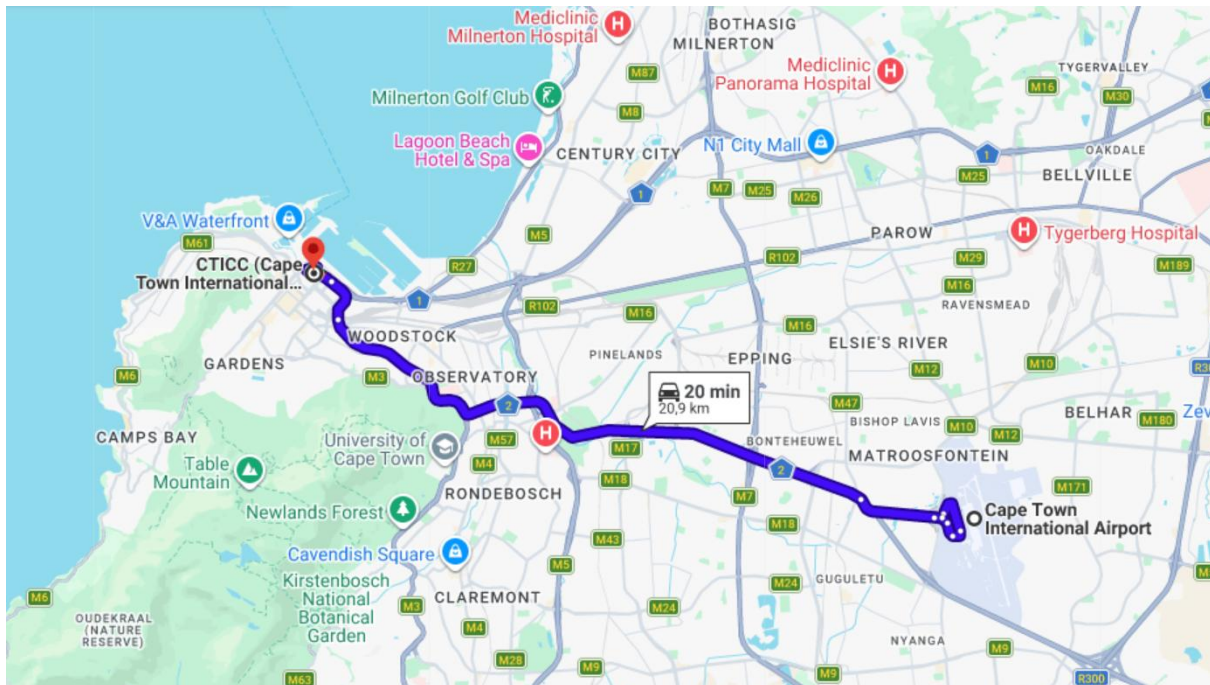 Mediclinic
Milnerton Hospital
BOTHASIG
MILNERTON
Mediclinic
Panorama Hospital
TYGERVALLEY
M87
M16
M30
Milnerton Golf Club
M8
Lagoon Beach
Hotel & Spa
CENTURY CITY
N1 City Mall
1
OAKDALE
M25
BELLVILLE
1
M7
M25
M26
V&A Waterfront
M5
PAROW
Tygerberg Hospital
M61
CTICC (Cape
Town International...
R27
R102
M29
M189
M16
RAVENSMEAD
1
R102
M16
M16
WOODSTOCK
PINELANDS
EPPING
ELSIE'S RIVER
GARDENS
M10
M6
M3
OBSERVATORY
M12
20 min
20,9 km
2
M47
BISHOP LAVIS
BELHAR
M180
Zev
CAMPS BAY
University of
Cape Town
M57
M17
BONTEHEUWEL
M10
M12
MATROOSFONTEIN
Table
Mountain
M4
M18
2
M171
RONDEBOSCH
M7
Newlands Forest
Cape Town
International Airport
M18
Cavendish Square
M43
M5
Kirstenbosch
National
Botanical
Garden
GUGULETU
M24
M6
CLAREMONT
M3
M24
OUDEKRAAL
(NATURE
RESERVE)
M4
NYANGA
M9
M28
M9
M9
M63
R300